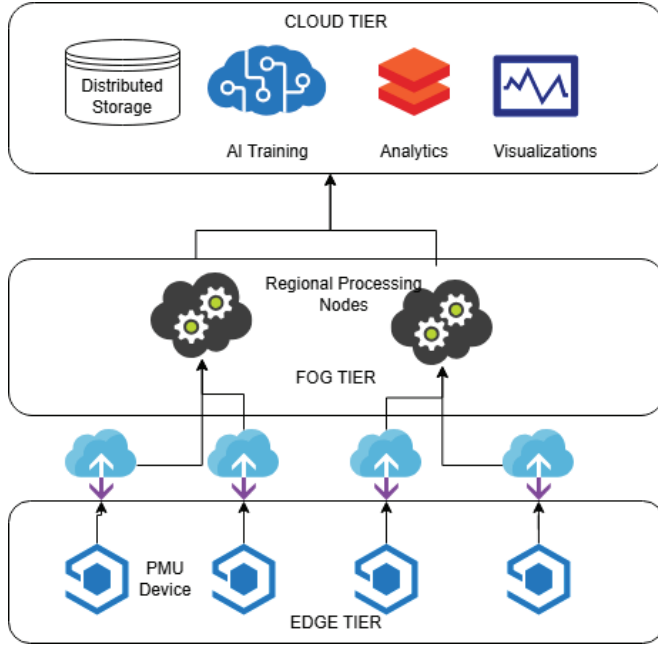 CLOUD TIER
Distributed
Storage
AI Training
Analytics
Visualizations
Regional Processing
Nodes
FOG TIER
PMU
Device
EDGE TIER